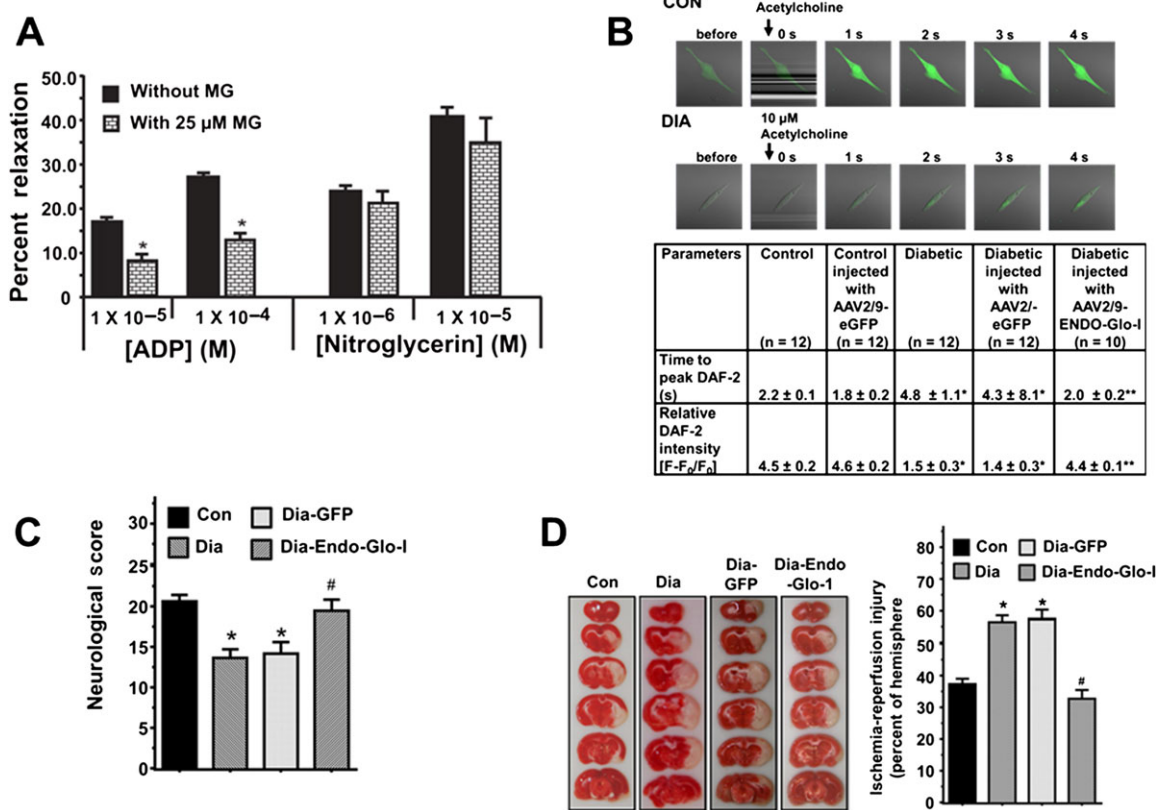 A
50.0
40.0
30.0
20.0
10.0
0
Percent relaxation
Without MG
With 25 µM MG
*
*
1 X 10–5
1 X 10–4
1 X 10–6
1 X 10–5
[ADP] (M)
[Nitroglycerin] (M)
B
CON
Acetylcholine
before
0 s
1 s
2 s
3 s
4 s
10 µM
DIA
Acetylcholine
before
0 s
1 s
2 s
3 s
4 s
Parameters
Control
(n = 12)
Control
injected
with
AAV2/9-
eGFP
(n = 12)
Diabetic
(n = 12)
Diabetic
injected
with
AAV2/-
eGFP
(n = 12)
Diabetic
injected
with
AAV2/9-
ENDO-Glo-I
(n = 10)
Time to
peak DAF-2
(s)
2.2 ± 0.1
1.8 ± 0.2
4.8 ± 1.1*
4.3 ± 8.1*
2.0 ± 0.2**
Relative
DAF-2
intensity
[F-F0/F0]
4.5 ± 0.2
4.6 ± 0.2
1.5 ± 0.3*
1.4 ± 0.3*
4.4 ± 0.1**
C
Neurological score
30
25
20
15
10
5
0
Con
Dia-GFP
Dia
Dia-Endo-Glo-I
*
*
#
D
Con
Dia
Dia-
GFP
Dia-Endo
-Glo-1
Ischemia-reperfusion injury
(percent of hemisphere
80
70
60
50
40
30
20
10
0
Con
Dia-GFP
Dia
Dia-Endo-Glo-I
*
*
#